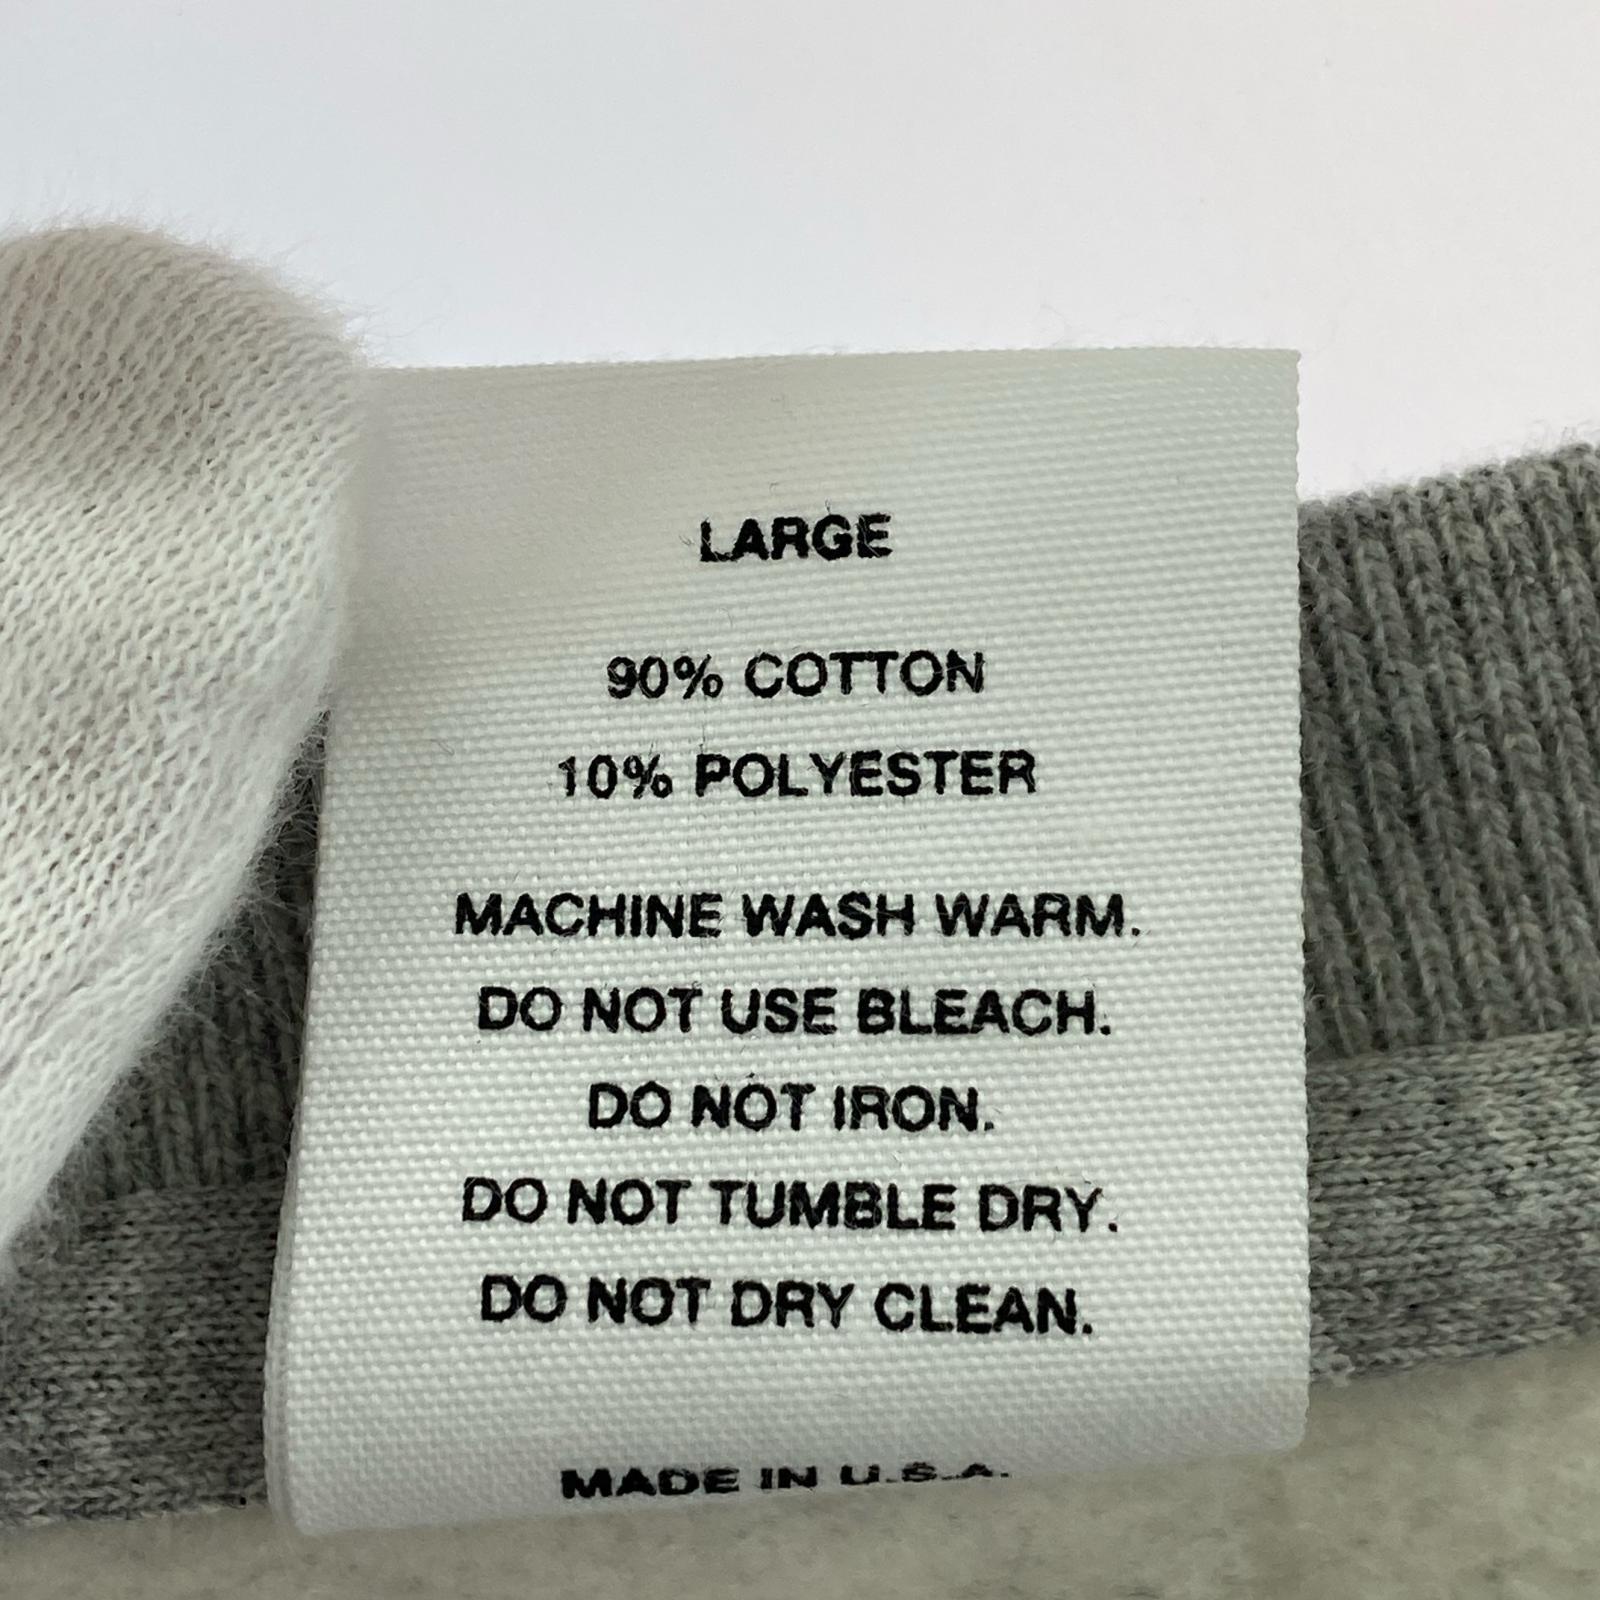 LARGE
90% COTTON
10% POLYESTER
MACHINE WASH WARM.
DO NOT USE BLEACH.
DO NOT IRON.
DO NOT TUMBLE DRY.
DO NOT DRY CLEAN.
MADE IN U.S.A.